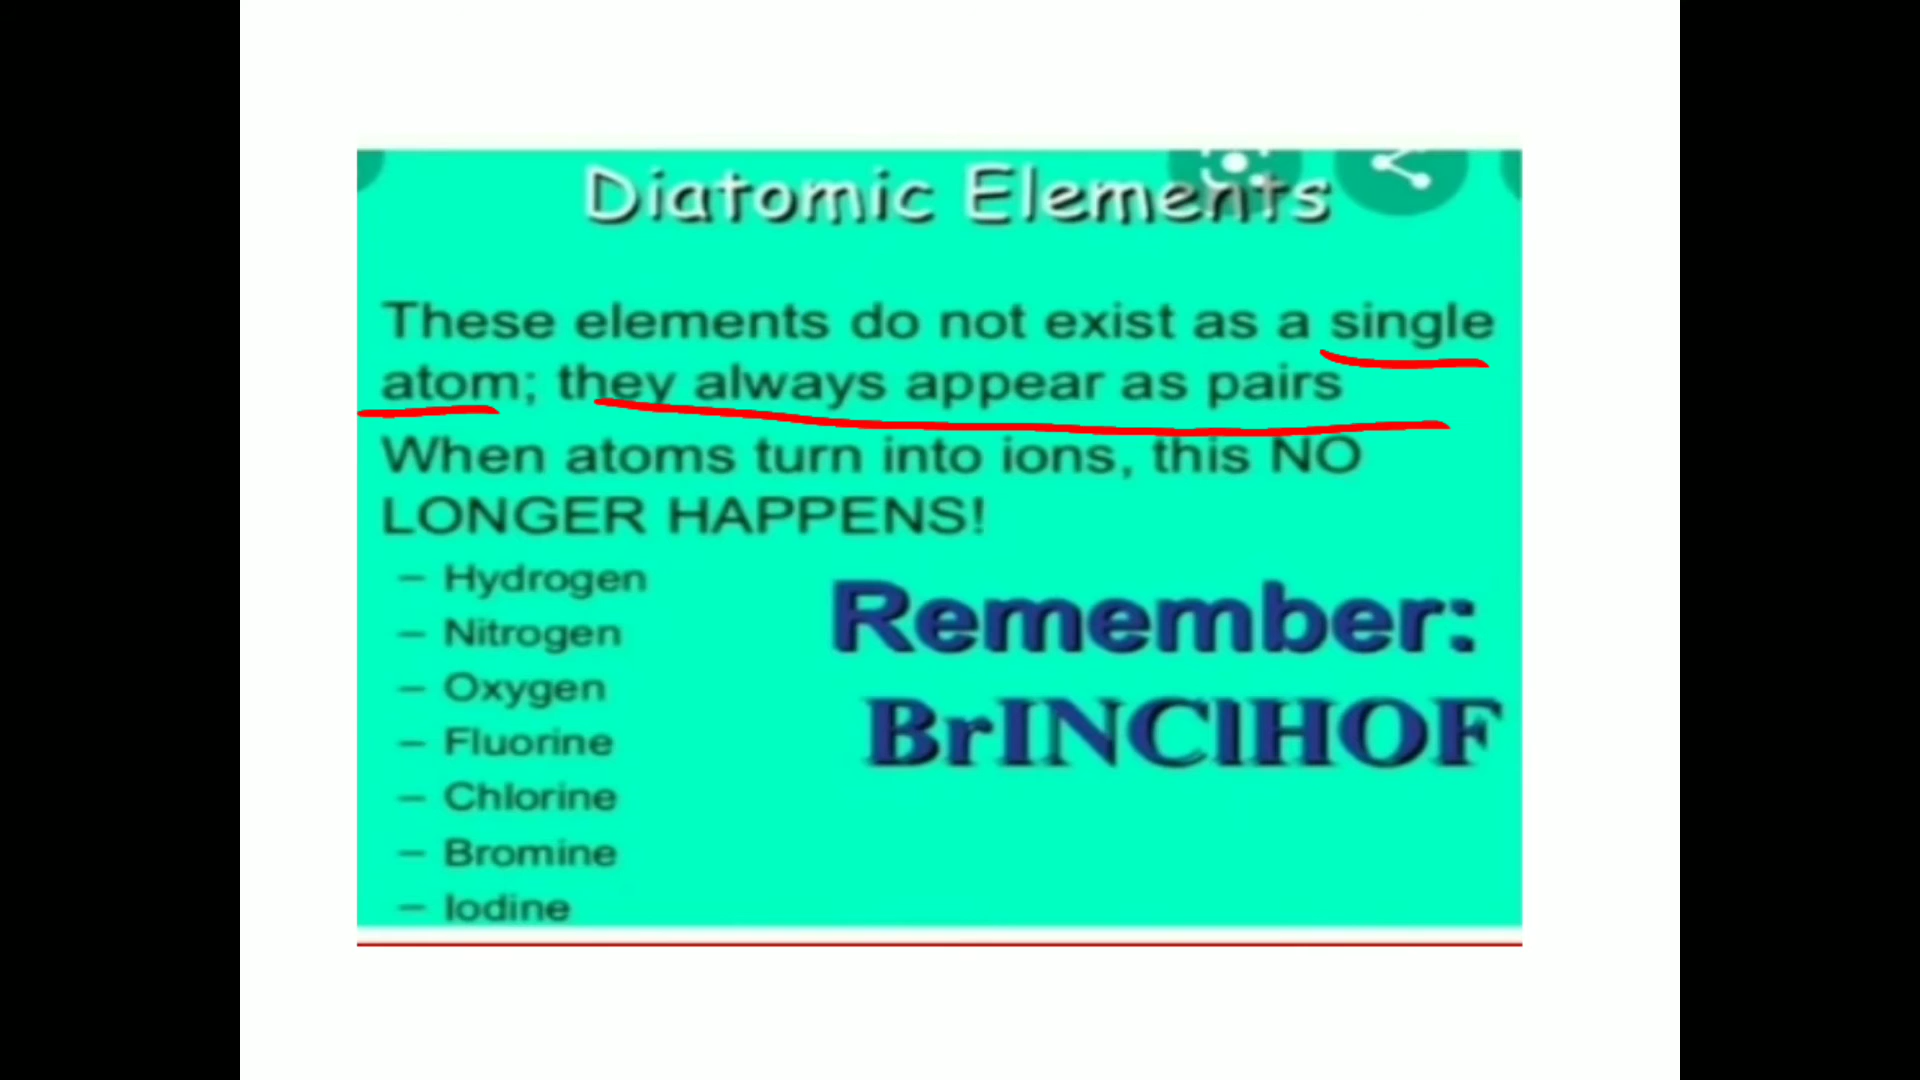 Diatomic Elements
These elements do not exist as a single
atom; they always appear as pairs
When atoms turn into ions, this NO
LONGER HAPPENS!
– Hydrogen
– Nitrogen
– Oxygen
– Fluorine
– Chlorine
– Bromine
– Iodine
Remember:
BrINClHOF